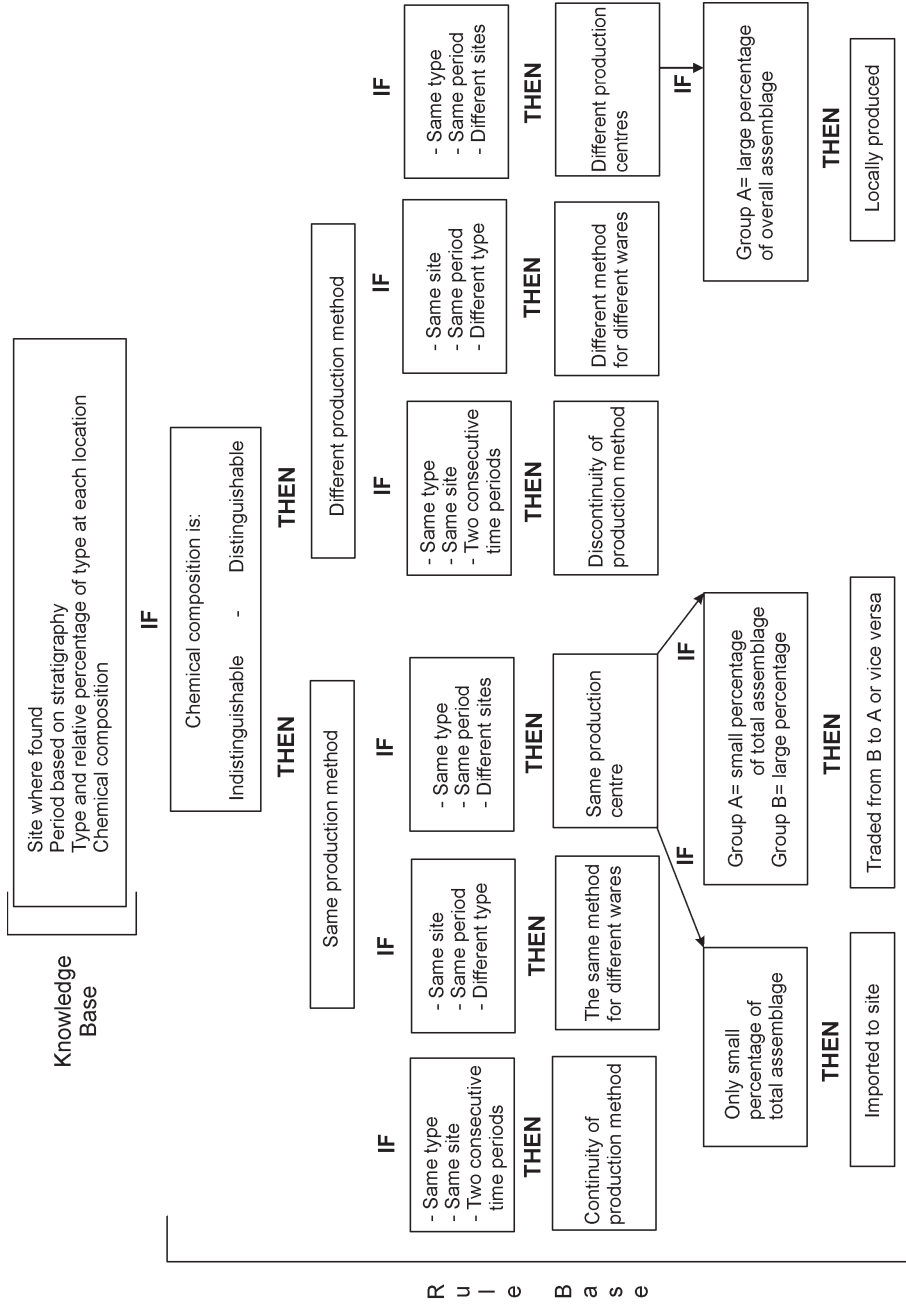 Knowledge
Base
Site where found
Period based on stratigraphy
Type and relative percentage of type at each location
Chemical composition
IF
Chemical composition is:
Indistinguishable - Distinguishable
THEN THEN
Same production method Different production method
IF IF IF IF IF IF
- Same type
- Same site
- Two consecutive
time periods
- Same site
- Same period
- Different type
- Same type
- Same period
- Different sites
- Same type
- Same site
- Two consecutive
time periods
- Same site
- Same period
- Different type
- Same type
- Same period
- Different sites
THEN THEN THEN THEN THEN THEN
Continuity of
production method
The same method
for different wares
Same production
centre
Discontinuity of
production method
Different method
for different wares
Different production
centres
IF IF IF
Only small
percentage of
total assemblage
Group A= small percentage
of total assemblage
Group B= large percentage
Group A= large percentage
of overall assemblage
THEN THEN THEN
Imported to site
Traded from B to A or vice versa
Locally produced
R
u
l
e
B
a
s
e